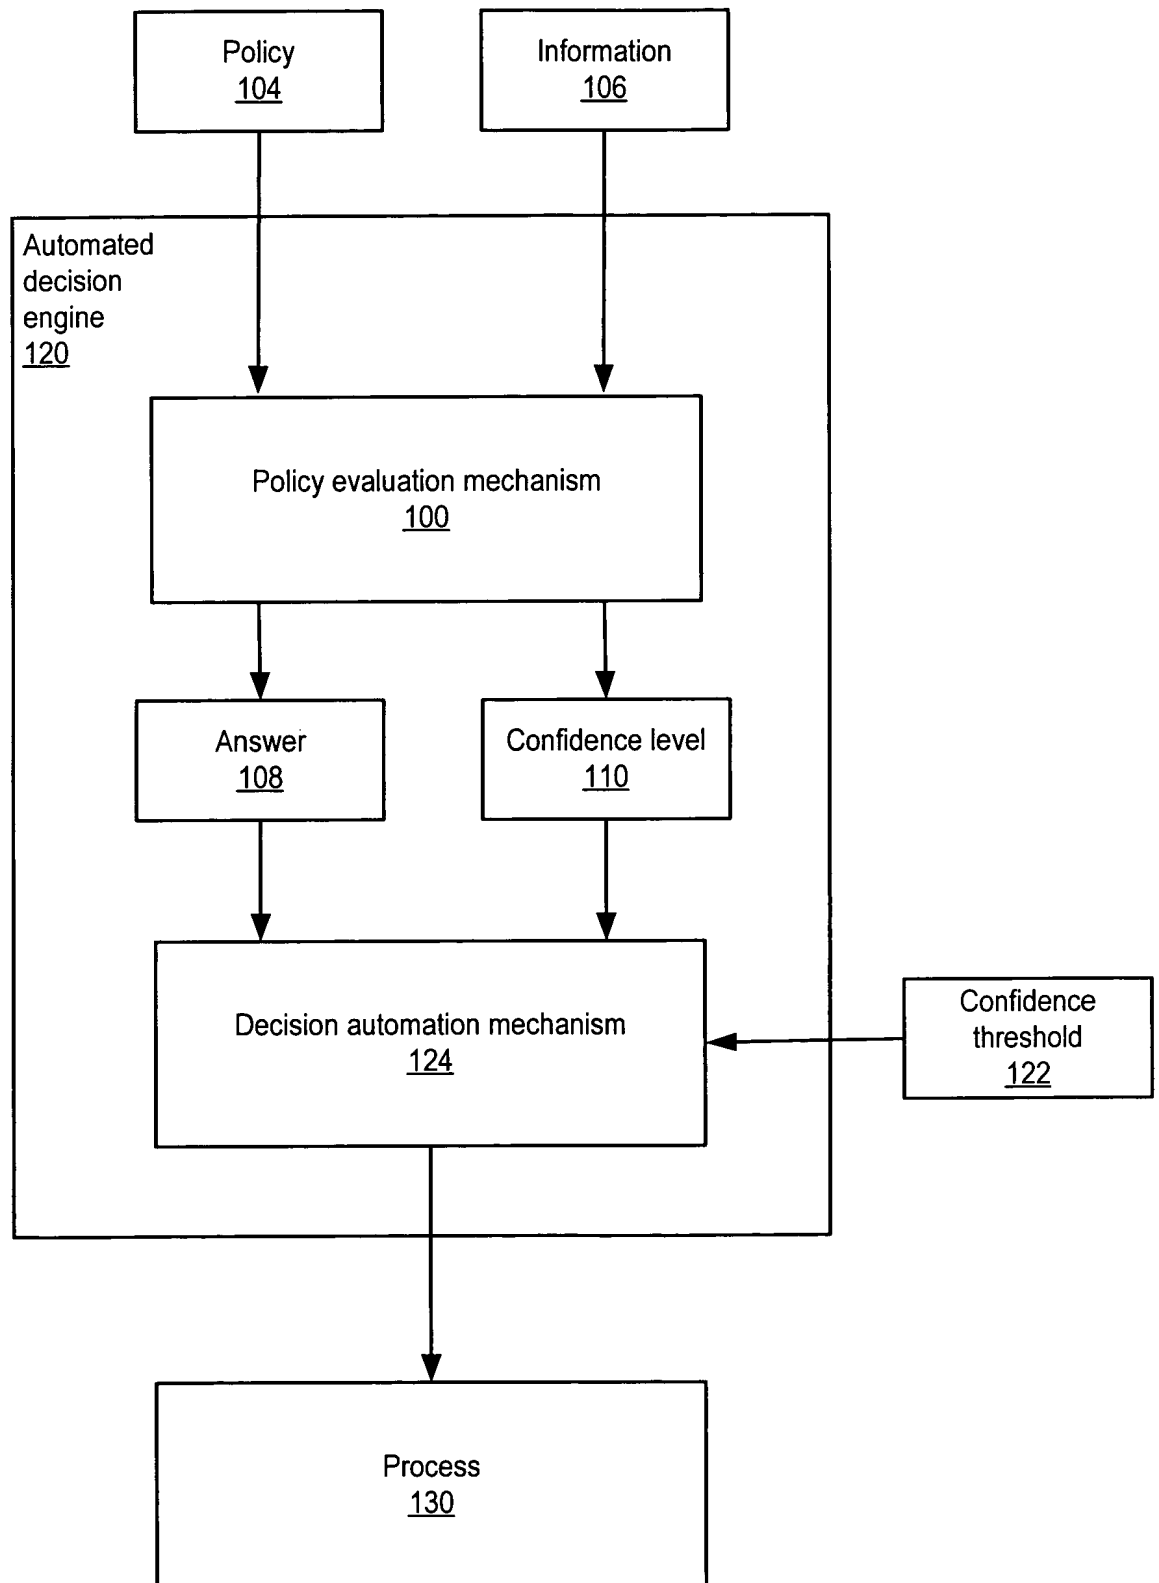 Policy
104
Information
106
Automated
decision
engine
120
Policy evaluation mechanism
100
Answer
108
Confidence level
110
Decision automation mechanism
124
Confidence
threshold
122
Process
130